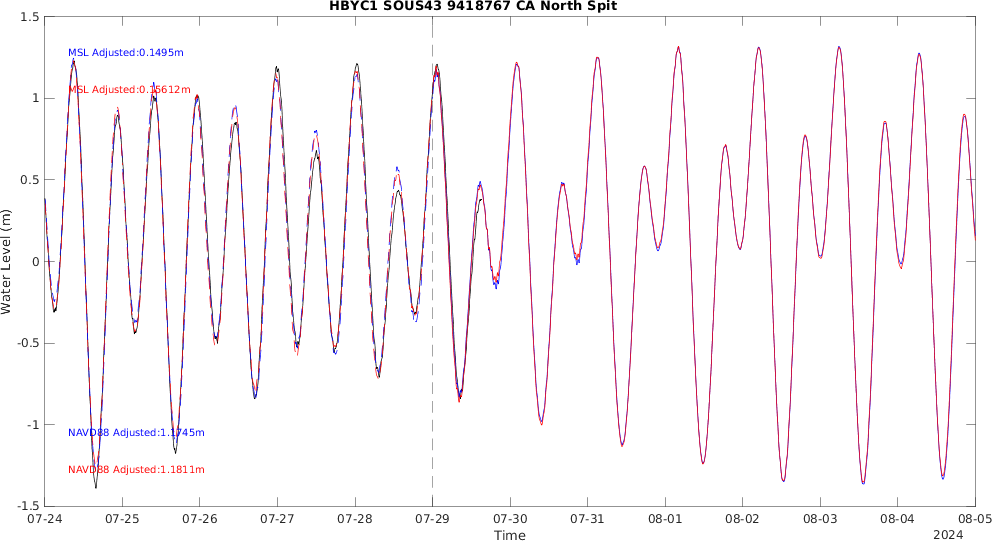 HBYC1 SOUS43 9418767 CA North Spit
1.5
MSL Adjusted:0.1495m
1
MSL Adjusted:0.15612m
0.5
Water Level (m)
0
-0.5
-1
NAVD88 Adjusted:1.1745m
NAVD88 Adjusted:1.1811m
-1.5
07-24 07-25 07-26 07-27 07-28 07-29 07-30 07-31 08-01 08-02 08-03 08-04 08-05
Time
2024